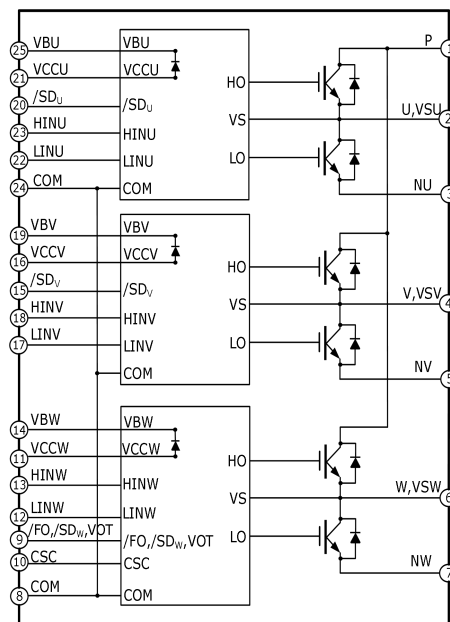 25 VBU VBU P 1
21 VCCU VCCU HO
20 /SDU /SDU VS U,VSU 2
23 HINU HINU
22 LINU LINU LO
24 COM COM NU 3
19 VBV VBV
16 VCCV VCCV HO
15 /SDV /SDV VS V,VSV 4
18 HINV HINV
17 LINV LINV LO
COM NV 5
14 VBW VBW
11 VCCW VCCW HO
13 HINW HINW VS W,VSW 6
12 LINW LINW
9 /FO,/SDW,VOT /FO,/SDW,VOT LO
10 CSC CSC NW 7
8 COM COM